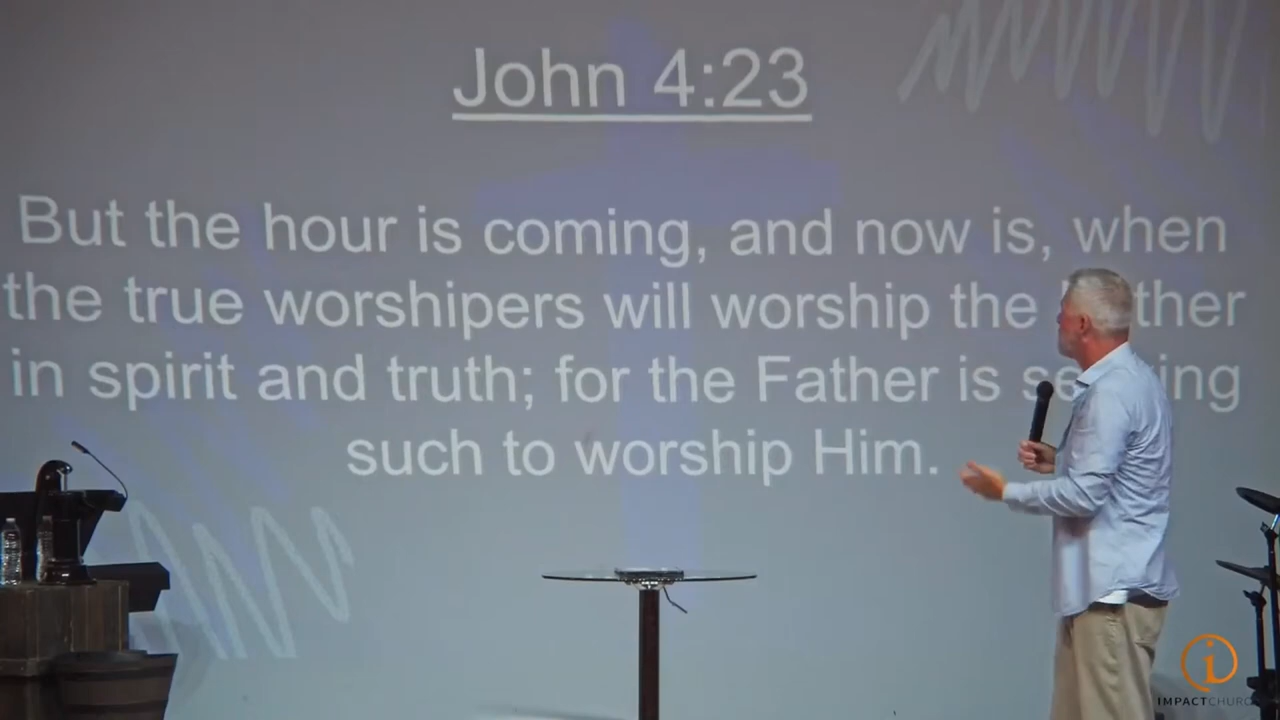 John 4:23
But the hour is coming, and now is, when
the true worshipers will worship the
in spirit and truth; for the Father is
such to worship Him.
IMPACTCHURCH